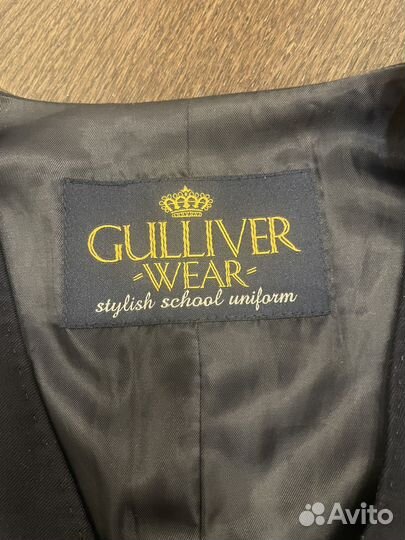 GULLIVER
-WEAR-
stylish school uniform
Avito